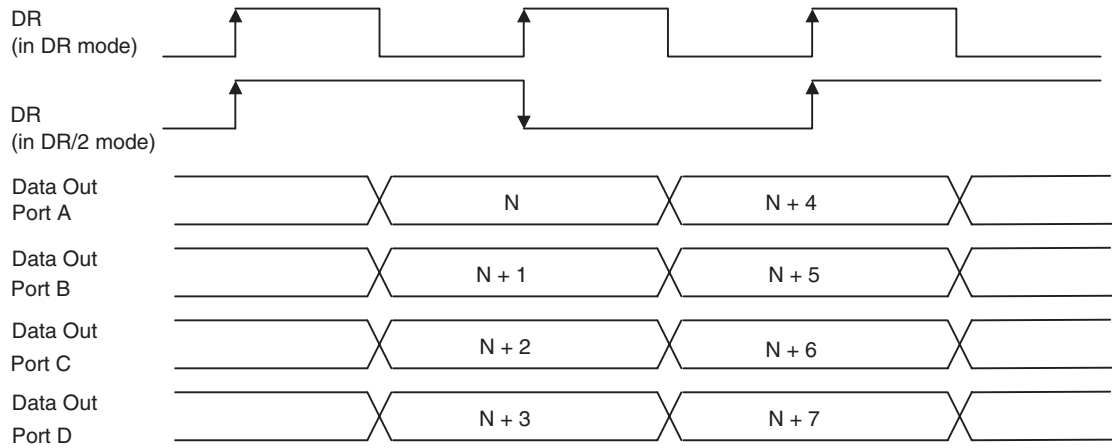 DR
(in DR mode)
DR
(in DR/2 mode)
Data Out
Port A
N
N + 4
Data Out
Port B
N + 1
N + 5
Data Out
Port C
N + 2
N + 6
Data Out
Port D
N + 3
N + 7